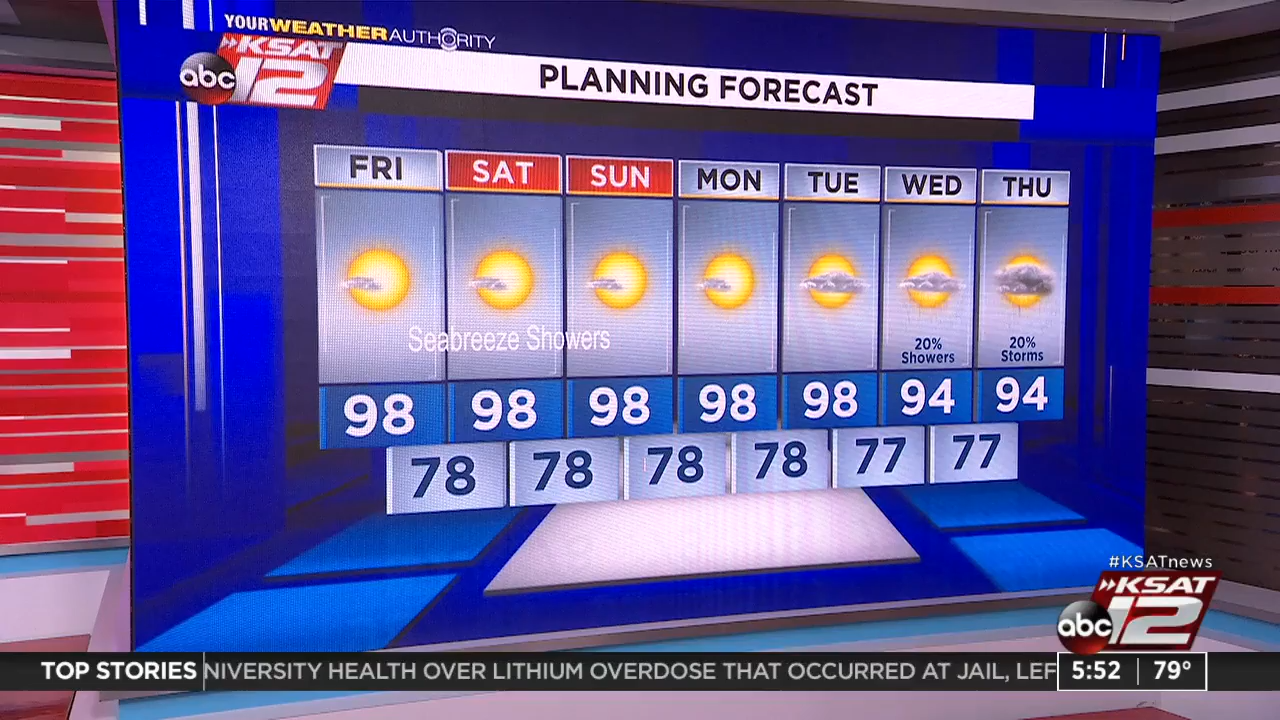 YOUR WEATHER AUTHORITY
KSAT
abc 12
PLANNING FORECAST
FRI SAT SUN MON TUE WED THU
Seabreeze Showers
20% Showers
20% Storms
98 98 98 98 98 94 94
78 78 78 78 77 77
#KSATnews
KSAT
abc 12
TOP STORIES NIVERSITY HEALTH OVER LITHIUM OVERDOSE THAT OCCURRED AT JAIL, LEF 5:52 79°